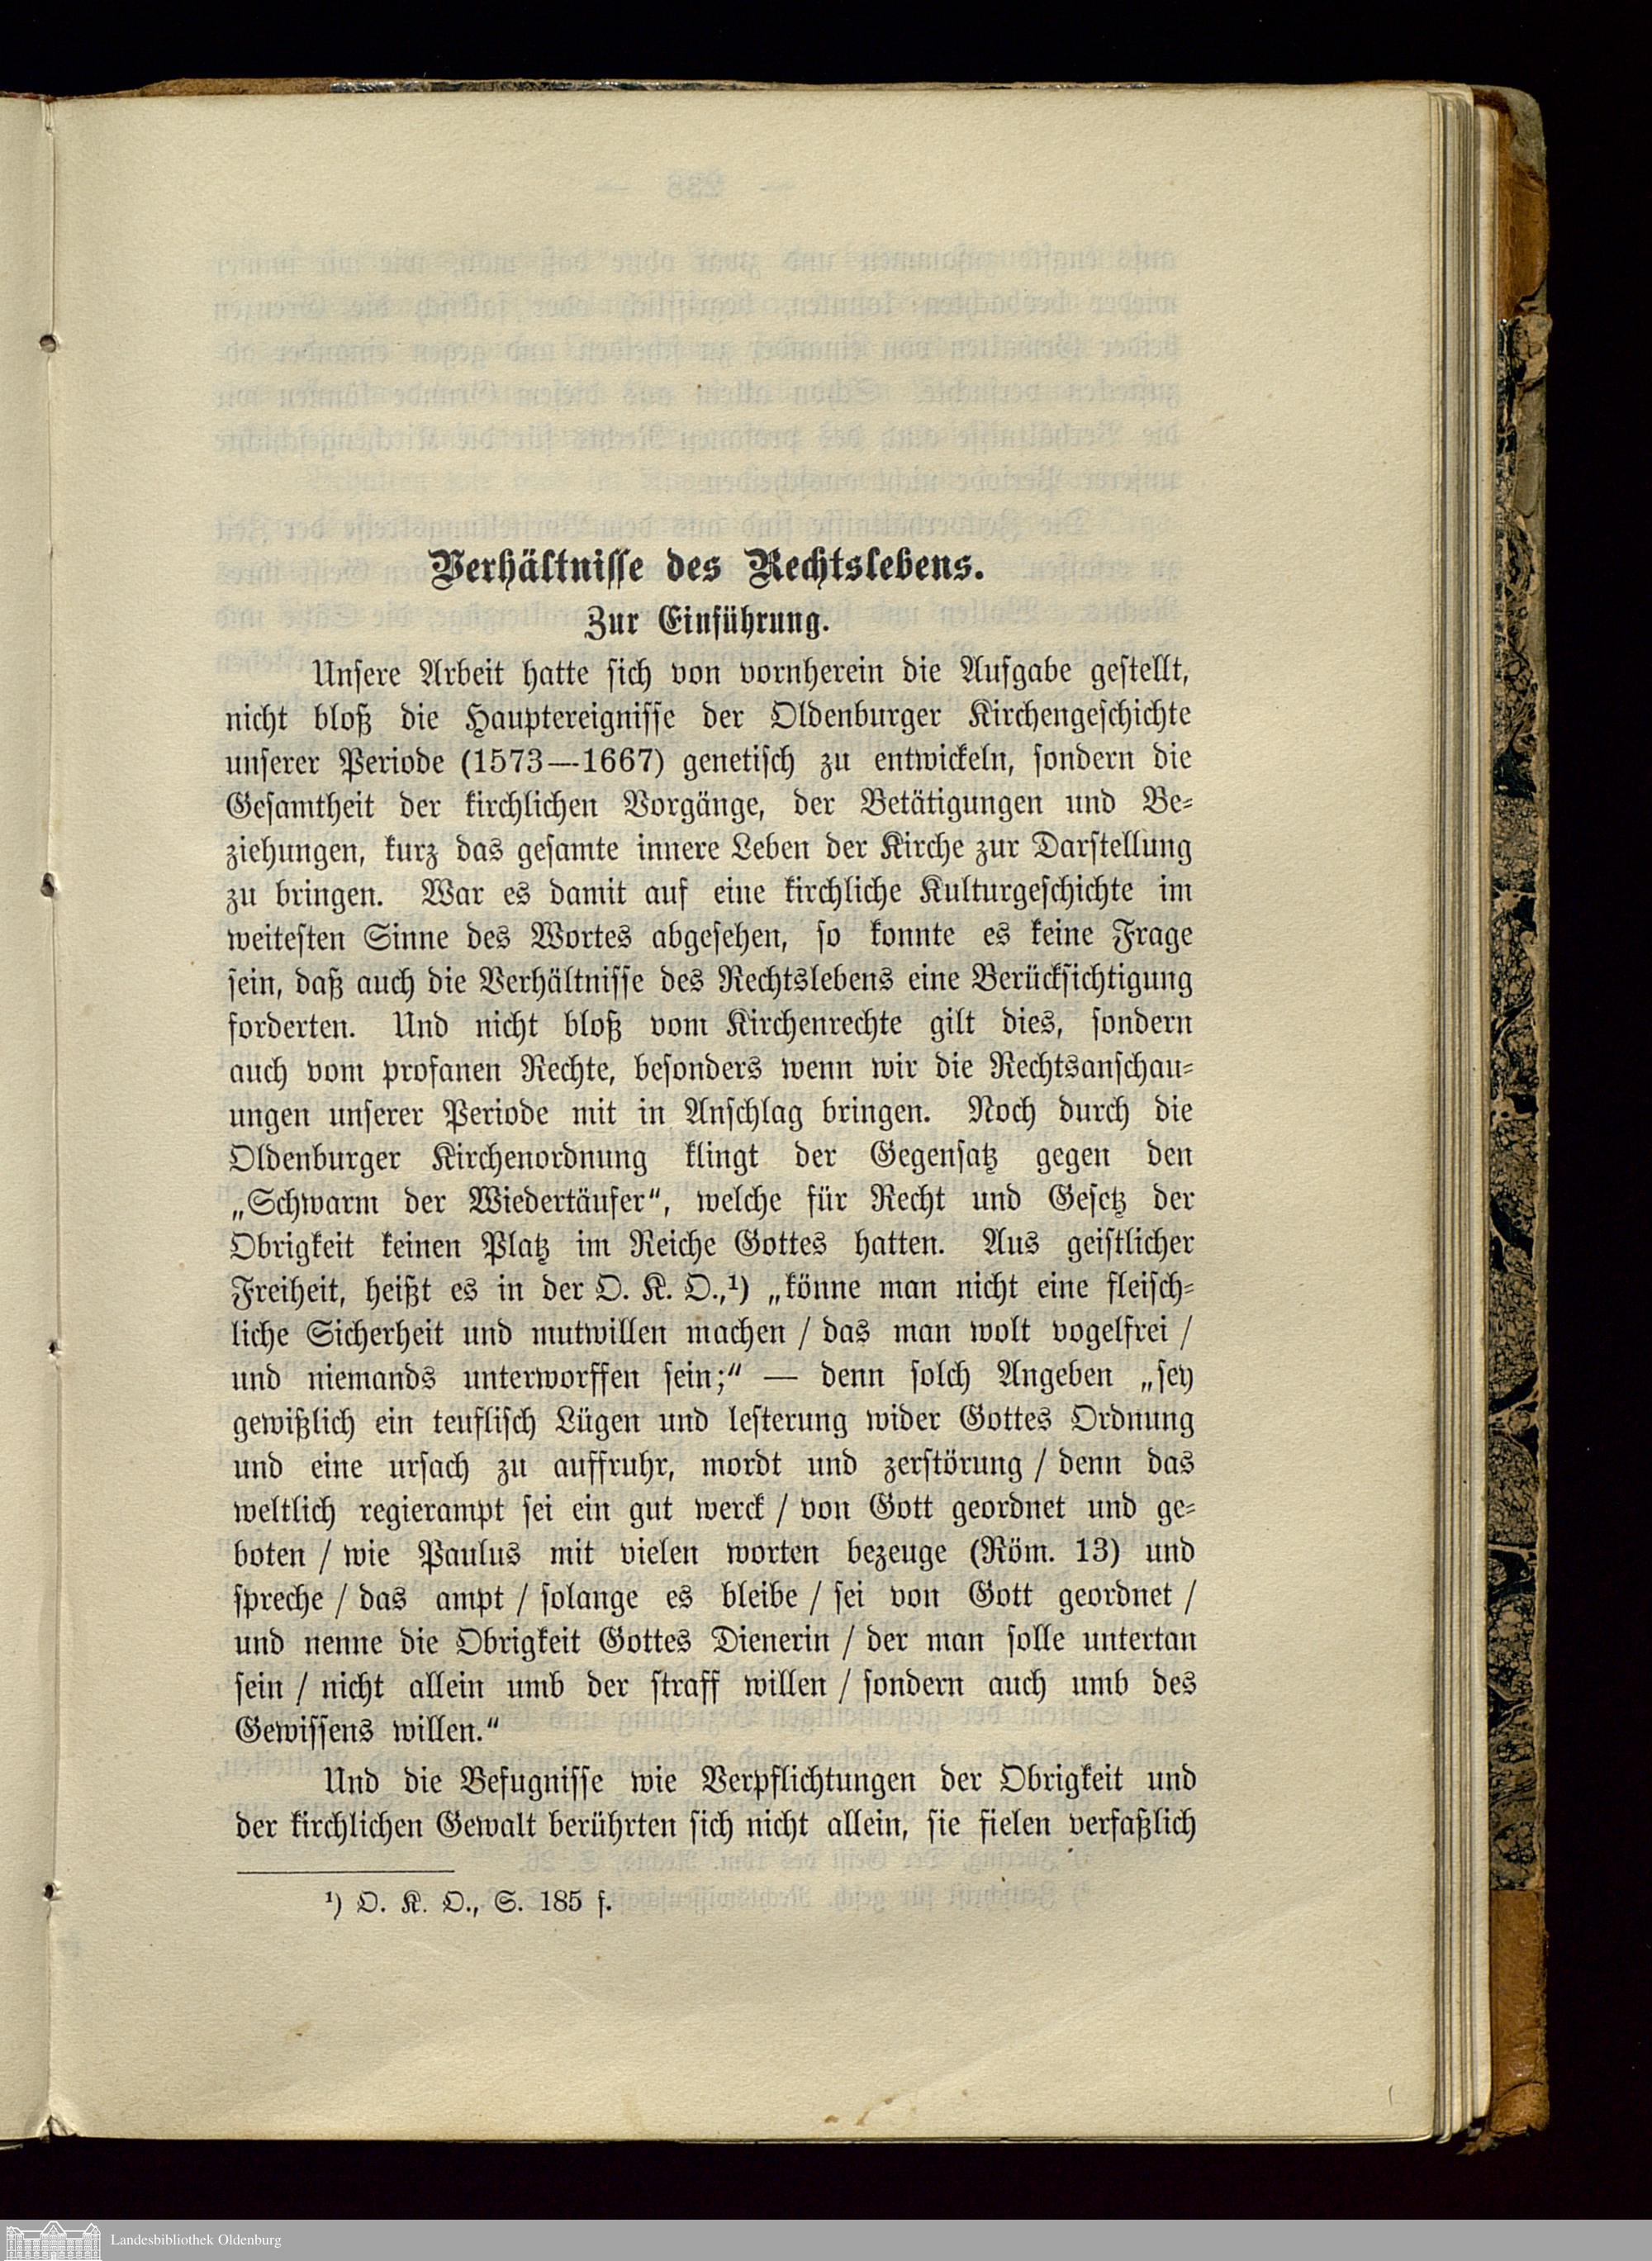 Verhältnisse des Rechtslebens.
Zur Einführung.
Unsere Arbeit hatte sich von vornherein die Aufgabe gestellt,
nicht bloß die Hauptereignisse der Oldenburger Kirchengeschichte
unserer Periode (1573—1667) genetisch zu entwickeln, sondern die
Gesamtheit der kirchlichen Vorgänge, der Betätigungen und Be-
ziehungen, kurz das gesamte innere Leben der Kirche zur Darstellung
zu bringen. War es damit auf eine kirchliche Kulturgeschichte im
weitesten Sinne des Wortes abgesehen, so konnte es keine Frage
sein, daß auch die Verhältnisse des Rechtslebens eine Berücksichtigung
forderten. Und nicht bloß vom Kirchenrechte gilt dies, sondern
auch vom profanen Rechte, besonders wenn wir die Rechtsanschau-
ungen unserer Periode mit in Anschlag bringen. Noch durch die
Oldenburger Kirchenordnung klingt der Gegensatz gegen den
„Schwarm der Wiedertäufer“, welche für Recht und Gesetz der
Obrigkeit keinen Platz im Reiche Gottes hatten. Aus geistlicher
Freiheit, heißt es in der O. K. O.,¹) „könne man nicht eine fleisch-
liche Sicherheit und mutwillen machen / das man wolt vogelfrei /
und niemands unterworffen sein;“ — denn solch Angeben „sey
gewißlich ein teuflisch Lügen und lesterung wider Gottes Ordnung
und eine ursach zu auffruhr, mordt und zerstörung / denn das
weltlich regierampt sei ein gut werck / von Gott geordnet und ge-
boten / wie Paulus mit vielen worten bezeuge (Röm. 13) und
spreche / das ampt / solange es bleibe / sei von Gott geordnet /
und nenne die Obrigkeit Gottes Dienerin / der man solle untertan
sein / nicht allein umb der straff willen / sondern auch umb des
Gewissens willen.“
Und die Befugnisse wie Verpflichtungen der Obrigkeit und
der kirchlichen Gewalt berührten sich nicht allein, sie fielen verfaßlich
¹) O. K. O., S. 185 f.
Landesbibliothek Oldenburg